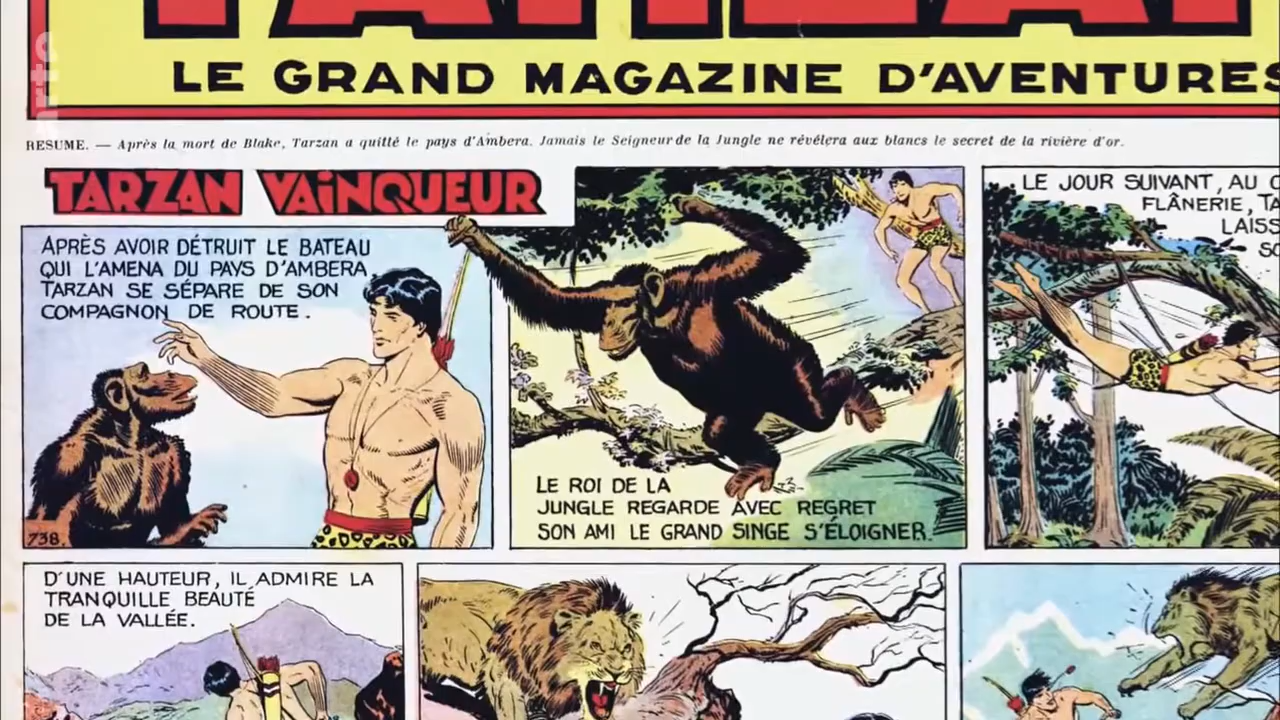 arte
LE GRAND MAGAZINE D'AVENTURES
RESUME. — Après la mort de Blake, Tarzan a quitté le pays d'Ambera. Jamais le Seigneur de la Jungle ne révélera aux blancs le secret de la rivière d'or.
TARZAN VAiNQUEUR
APRÈS AVOIR DÉTRUIT LE BATEAU
QUI L'AMENA DU PAYS D'AMBERA,
TARZAN SE SÉPARE DE SON
COMPAGNON DE ROUTE.
738.
LE ROI DE LA
JUNGLE REGARDE AVEC REGRET
SON AMI LE GRAND SINGE S'ÉLOIGNER.
LE JOUR SUIVANT, AU
FLÂNERIE,
D'UNE HAUTEUR, IL ADMIRE LA
TRANQUILLE BEAUTÉ
DE LA VALLÉE.